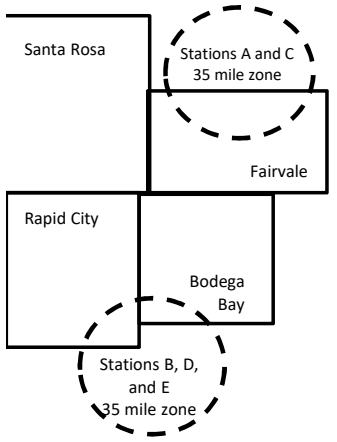 Santa Rosa
Stations A and C
35 mile zone
Fairvale
Rapid City
Bodega
Bay
Stations B, D,
and E
35 mile zone